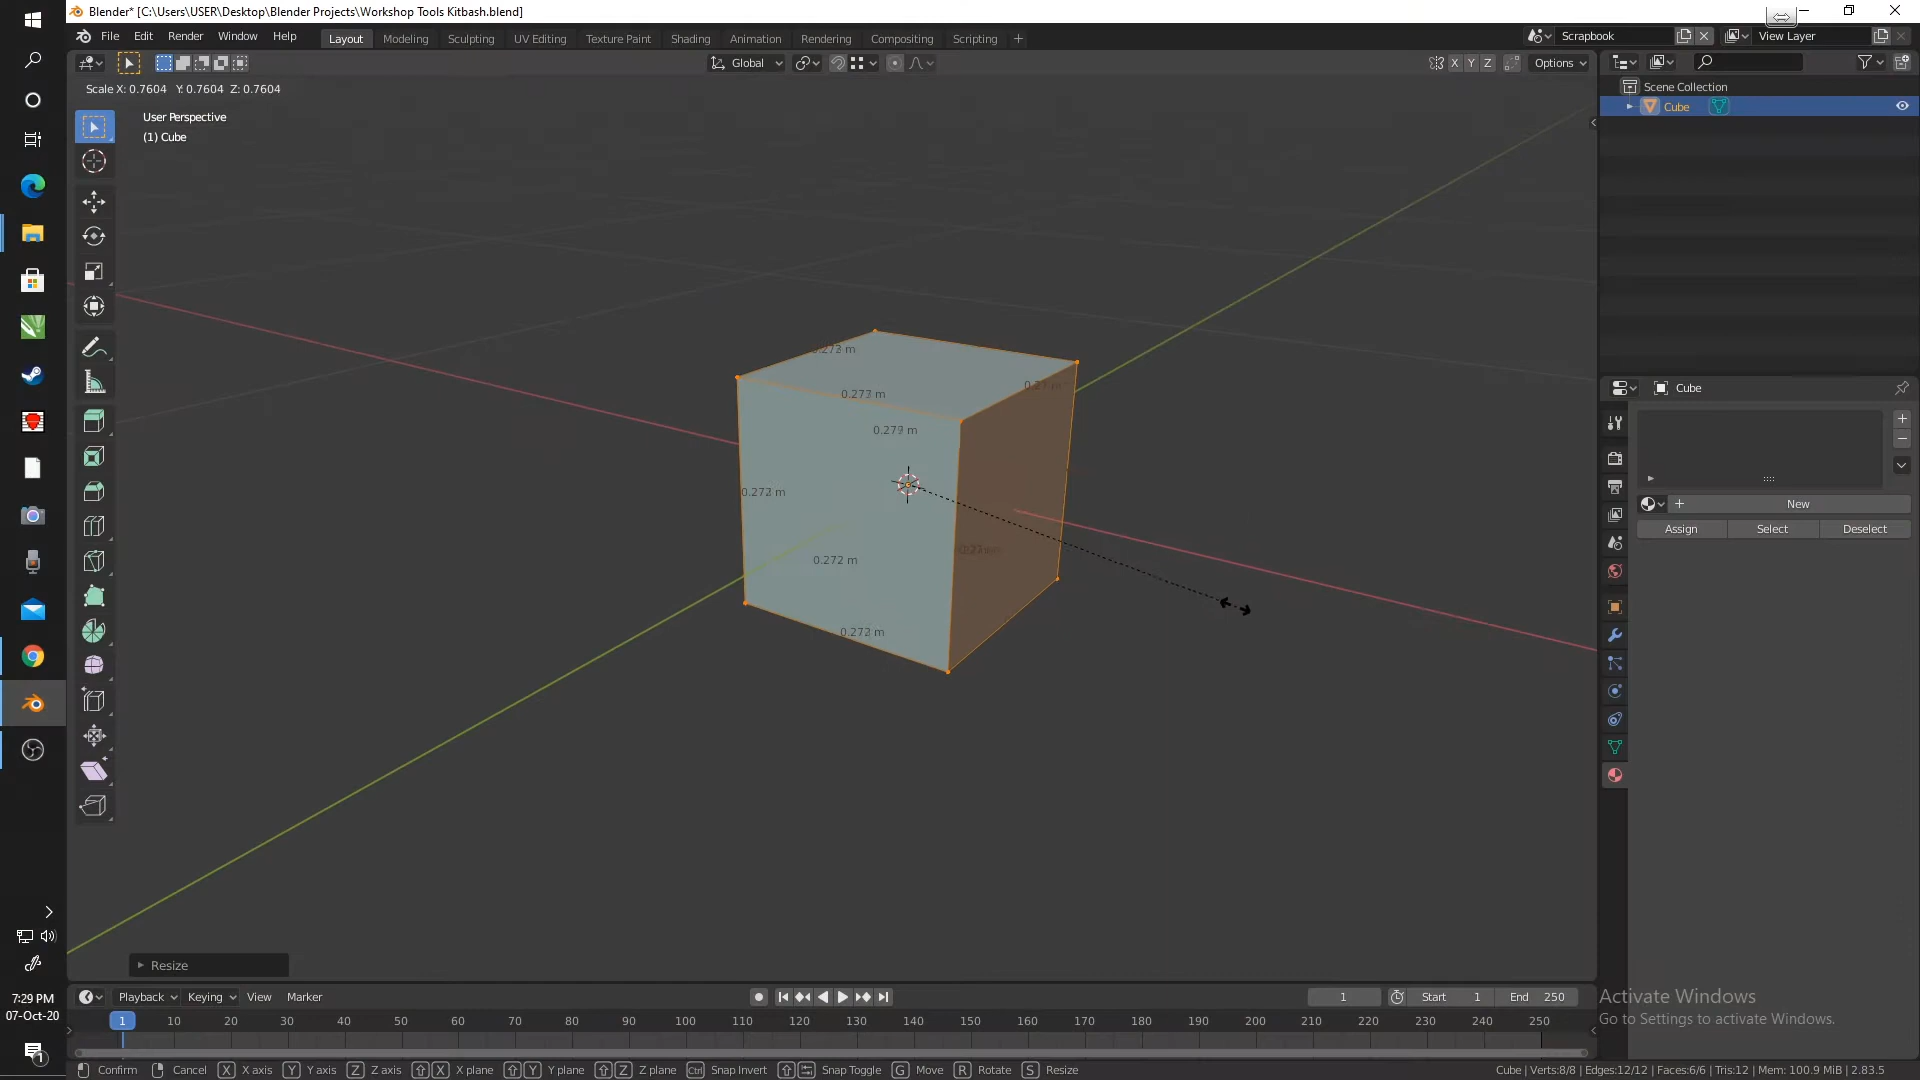 Blender* [C:\Users\USER\Desktop\Blender Projects\Workshop Tools Kitbash.blend]
File Edit Render Window Help Layout Modeling Sculpting UV Editing Texture Paint Shading Animation Rendering Compositing Scripting + Scrapbook View Layer
Global X Y Z Options
Scale X: 0.7604 Y: 0.7604 Z: 0.7604
User Perspective
(1) Cube
Scene Collection
Cube
0.272 m
0.273 m
0.272 m
0.272 m
0.272 m
Cube
New
Assign Select Deselect
Resize
Playback Keying View Marker 1 Start 1 End 250
1 10 20 30 40 50 60 70 80 90 100 110 120 130 140 150 160 170 180 190 200 210 220 230 240 250
Activate Windows
Go to Settings to activate Windows.
7:29 PM
07-Oct-20
1
Confirm Cancel X X axis Y Y axis Z Z axis X X plane Y Y plane Z Z plane Ctrl Snap Invert Snap Toggle G Move R Rotate S Resize
Cube | Verts:8/8 | Edges:12/12 | Faces:6/6 | Tris:12 | Mem: 100.9 MiB | 2.83.5